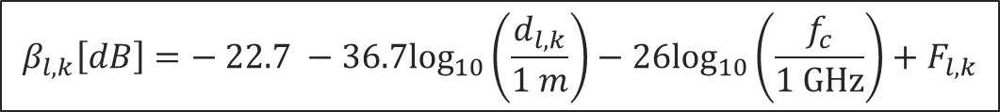 β_{l,k}[dB] = − 22.7 − 36.7log_{10}(d_{l,k}/1 m) − 26log_{10}(f_c/1 GHz) + F_{l,k}